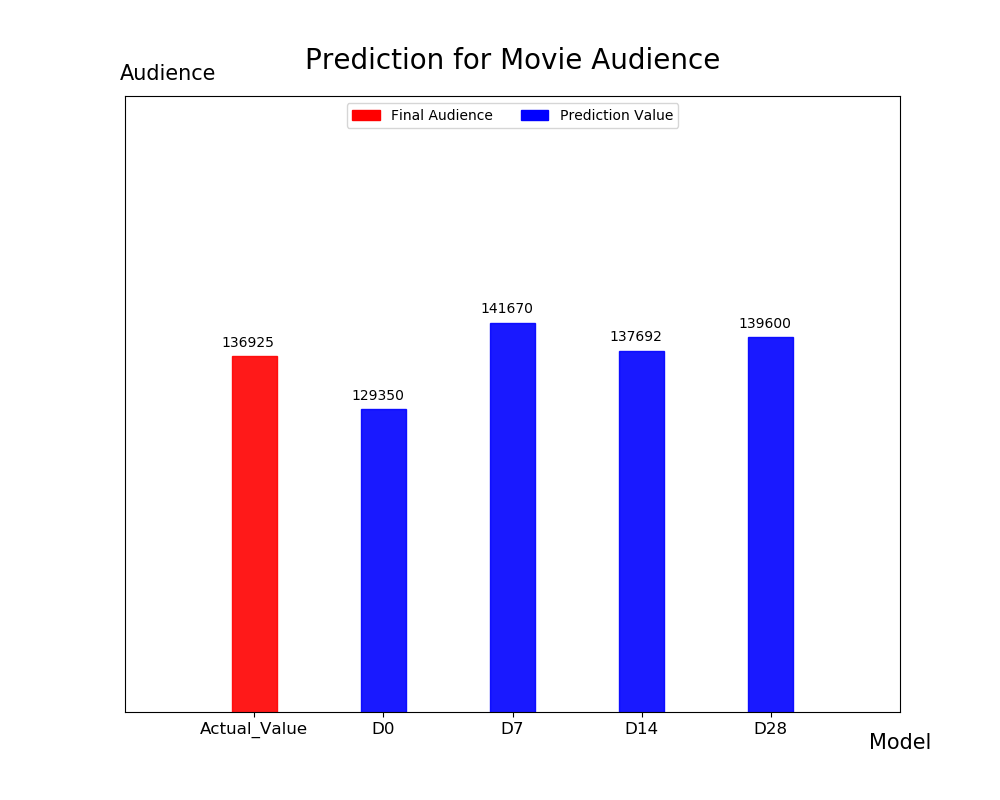 Prediction for Movie Audience
Audience
Final Audience Prediction Value
141670
139600
137692
136925
129350
Actual_Value D0 D7 D14 D28
Model